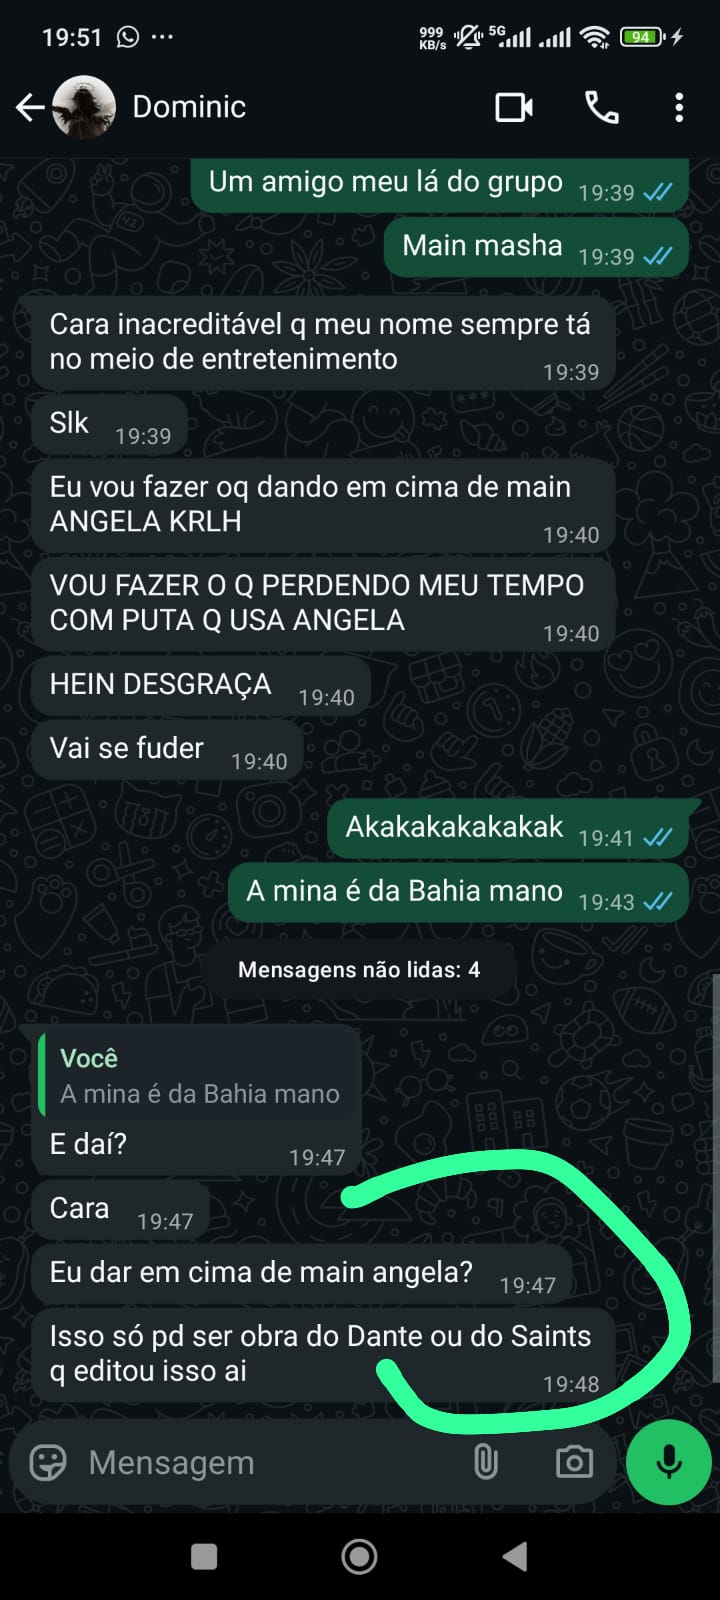 19:51
999
KB/s
5G
94
Dominic
Um amigo meu lá do grupo 19:39
Main masha 19:39
Cara inacreditável q meu nome sempre tá
no meio de entretenimento
19:39
Slk 19:39
Eu vou fazer oq dando em cima de main
ANGELA KRLH
19:40
VOU FAZER O Q PERDENDO MEU TEMPO
COM PUTA Q USA ANGELA
19:40
HEIN DESGRAÇA 19:40
Vai se fuder 19:40
Akakakakakakak 19:41
A mina é da Bahia mano 19:43
Mensagens não lidas: 4
Você
A mina é da Bahia mano
E daí? 19:47
Cara 19:47
Eu dar em cima de main angela? 19:47
Isso só pd ser obra do Dante ou do Saints
q editou isso ai
19:48
Mensagem